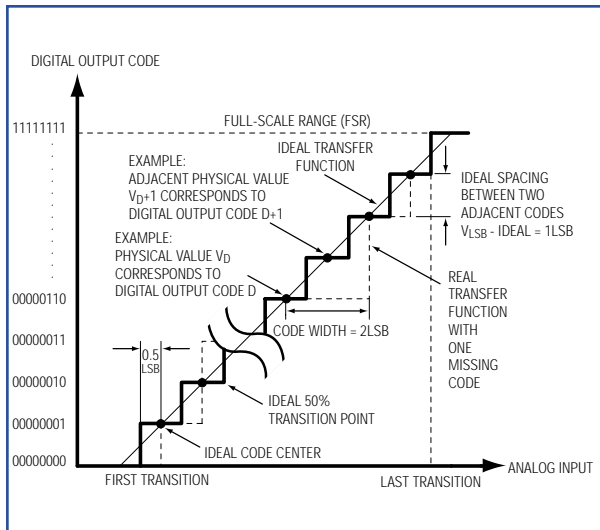 DIGITAL OUTPUT CODE
11111111
FULL-SCALE RANGE (FSR)
IDEAL TRANSFER
FUNCTION
EXAMPLE:
ADJACENT PHYSICAL VALUE
VD+1 CORRESPONDS TO
DIGITAL OUTPUT CODE D+1
IDEAL SPACING
BETWEEN TWO
ADJACENT CODES
VLSB - IDEAL = 1LSB
EXAMPLE:
PHYSICAL VALUE VD
CORRESPONDS TO
DIGITAL OUTPUT CODE D
REAL
TRANSFER
FUNCTION
WITH
ONE
MISSING
CODE
00000110
CODE WIDTH = 2LSB
00000011
0.5
LSB
00000010
IDEAL 50%
TRANSITION POINT
00000001
IDEAL CODE CENTER
00000000
ANALOG INPUT
FIRST TRANSITION
LAST TRANSITION